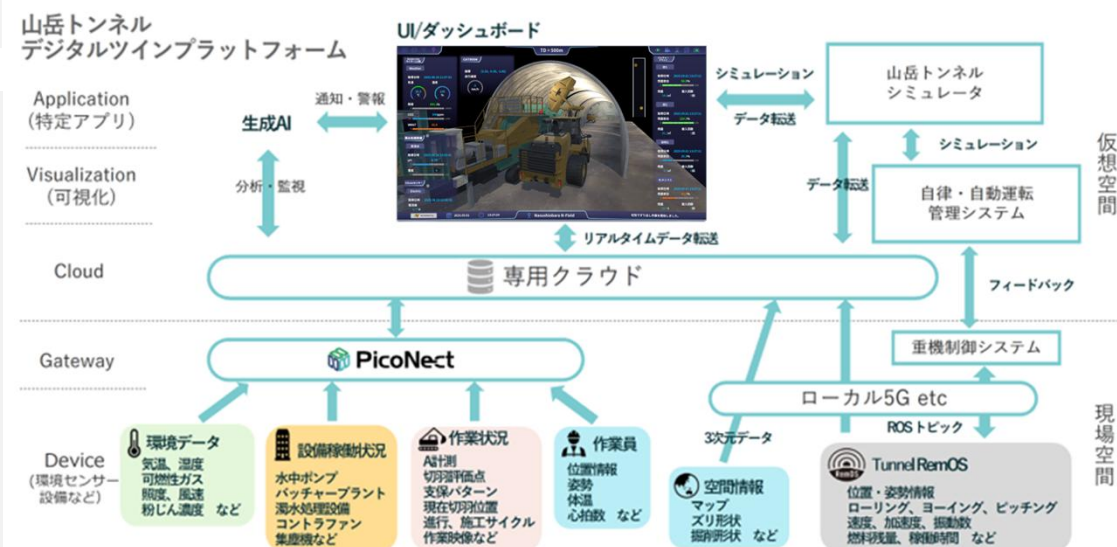 山岳トンネル
デジタルツインプラットフォーム
UI/ダッシュボード
TD = 500m
Application
(特定アプリ)
Visualization
(可視化)
Cloud
Gateway
Device
(環境センサー
設備など)
生成AI
通知・警報
分析・監視
シミュレーション
データ転送
山岳トンネル
シミュレータ
シミュレーション
データ転送
自律・自動運転
管理システム
仮想空間
リアルタイムデータ転送
専用クラウド
フィードバック
PicoNect
重機制御システム
ローカル5G etc
3次元データ
ROSトピック
現場空間
環境データ
気温、湿度
可燃性ガス
照度、風速
粉じん濃度 など
設備稼働状況
水中ポンプ
バッチャープラント
濁水処理設備
コントラファン
集塵機など
作業状況
A計測
切羽評価点
支保パターン
現在切羽位置
進行、施工サイクル
作業映像など
作業員
位置情報
姿勢
体温
心拍数 など
空間情報
マップ
ズリ形状
掘削形状 など
RemOS
Tunnel RemOS
位置・姿勢情報
ローリング、ヨーイング、ピッチング
速度、加速度、振動数
燃料残量、稼働時間 など